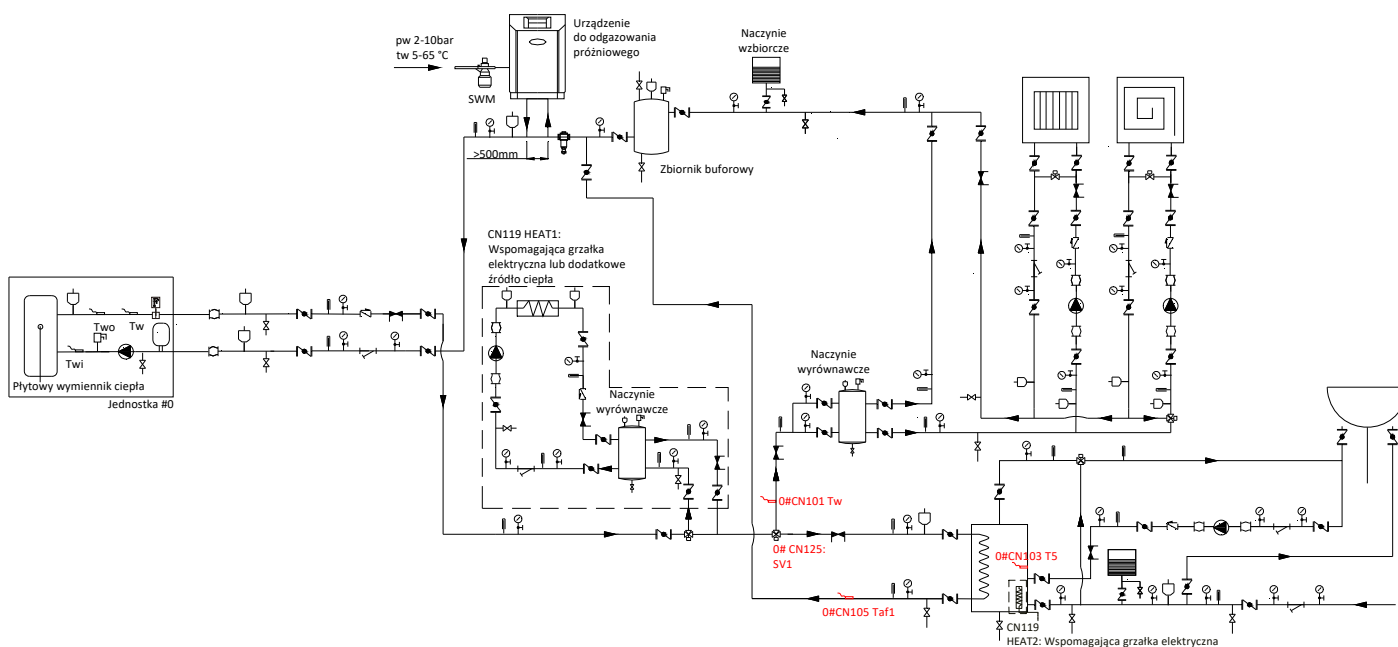 pw 2-10bar
tw 5-65 °C
SWM
Urządzenie
do odgazowania
próżniowego
>500mm
Naczynie
wzbiorcze
Zbiornik buforowy
CN119 HEAT1:
Wspomagająca grzałka
elektryczna lub dodatkowe
źródło ciepła
Two
Tw
Twi
Płytowy wymiennik ciepła
Jednostka #0
Naczynie
wyrównawcze
Naczynie
wyrównawcze
0#CN101 Tw
0# CN125:
SV1
0#CN103 T5
0#CN105 Taf1
CN119
HEAT2: Wspomagająca grzałka elektryczna